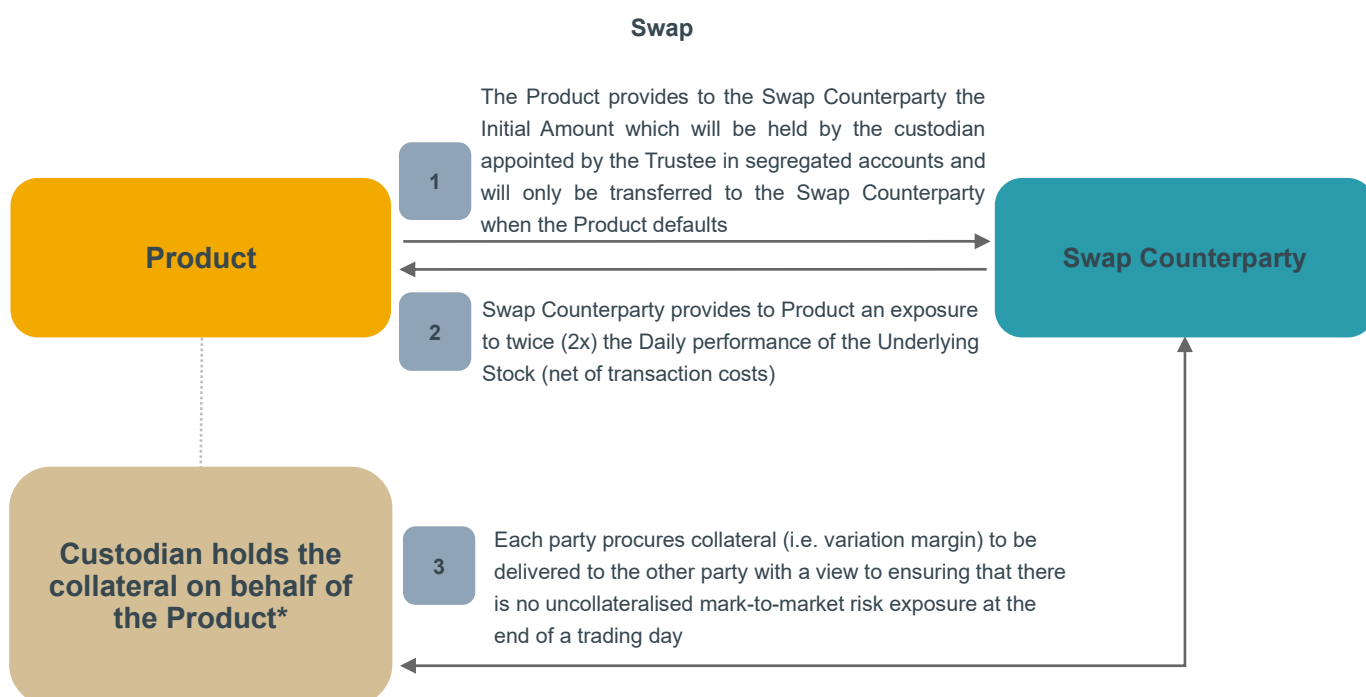 Swap
The Product provides to the Swap Counterparty the
Initial Amount which will be held by the custodian
appointed by the Trustee in segregated accounts and
will only be transferred to the Swap Counterparty
when the Product defaults
1
Product
Swap Counterparty
2
Swap Counterparty provides to Product an exposure
to twice (2x) the Daily performance of the Underlying
Stock (net of transaction costs)
Custodian holds the
collateral on behalf of
the Product*
3
Each party procures collateral (i.e. variation margin) to be
delivered to the other party with a view to ensuring that there
is no uncollateralised mark-to-market risk exposure at the
end of a trading day